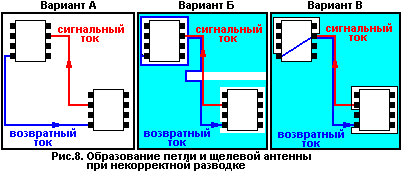 Вариант А
Вариант Б
Вариант В
сигнальный
ток
сигнальный
ток
сигнальный
ток
возвратный
ток
возвратный
ток
возвратный
ток
Рис.8. Образование петли и щелевой антенны
при некорректной разводке